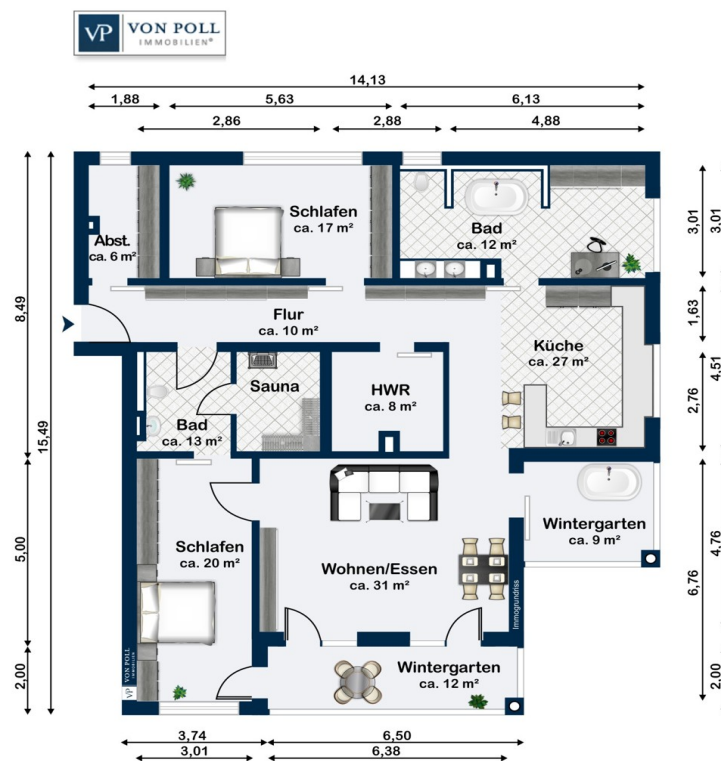 VP VON POLL
IMMOBILIEN®
14,13
1,88
5,63
6,13
2,86
2,88
4,88
8,49
15,49
5,00
2,00
3,01
3,01
1,63
4,51
2,76
4,76
6,76
2,00
Abst.
ca. 6 m²
Schlafen
ca. 17 m²
Bad
ca. 12 m²
Flur
ca. 10 m²
Küche
ca. 27 m²
Sauna
HWR
ca. 8 m²
Bad
ca. 13 m²
Schlafen
ca. 20 m²
Wohnen/Essen
ca. 31 m²
Wintergarten
ca. 9 m²
Immogrundriss
Wintergarten
ca. 12 m²
VP VON POLL
IMMOBILIEN
3,74
6,50
3,01
6,38